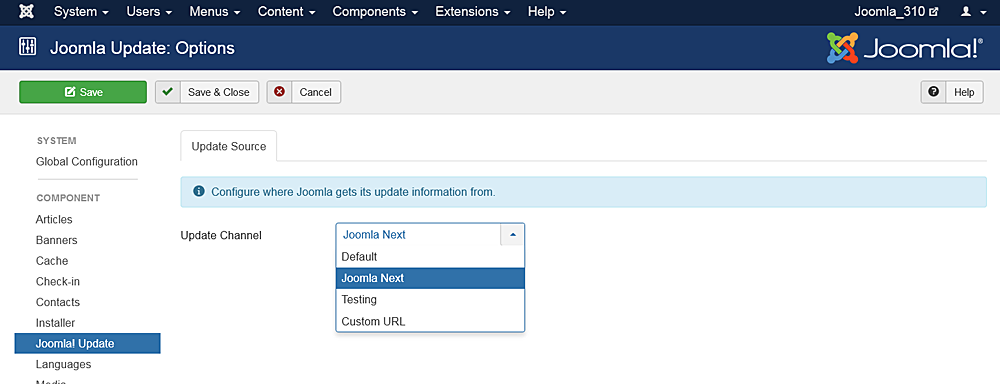 System Users Menus Content Components Extensions Help Joomla_310
Joomla Update: Options Joomla!®
Save Save & Close Cancel Help
SYSTEM
Global Configuration
COMPONENT
Articles
Banners
Cache
Check-in
Contacts
Installer
Joomla! Update
Languages
Media
Update Source
Configure where Joomla gets its update information from.
Update Channel Joomla Next
Default
Joomla Next
Testing
Custom URL